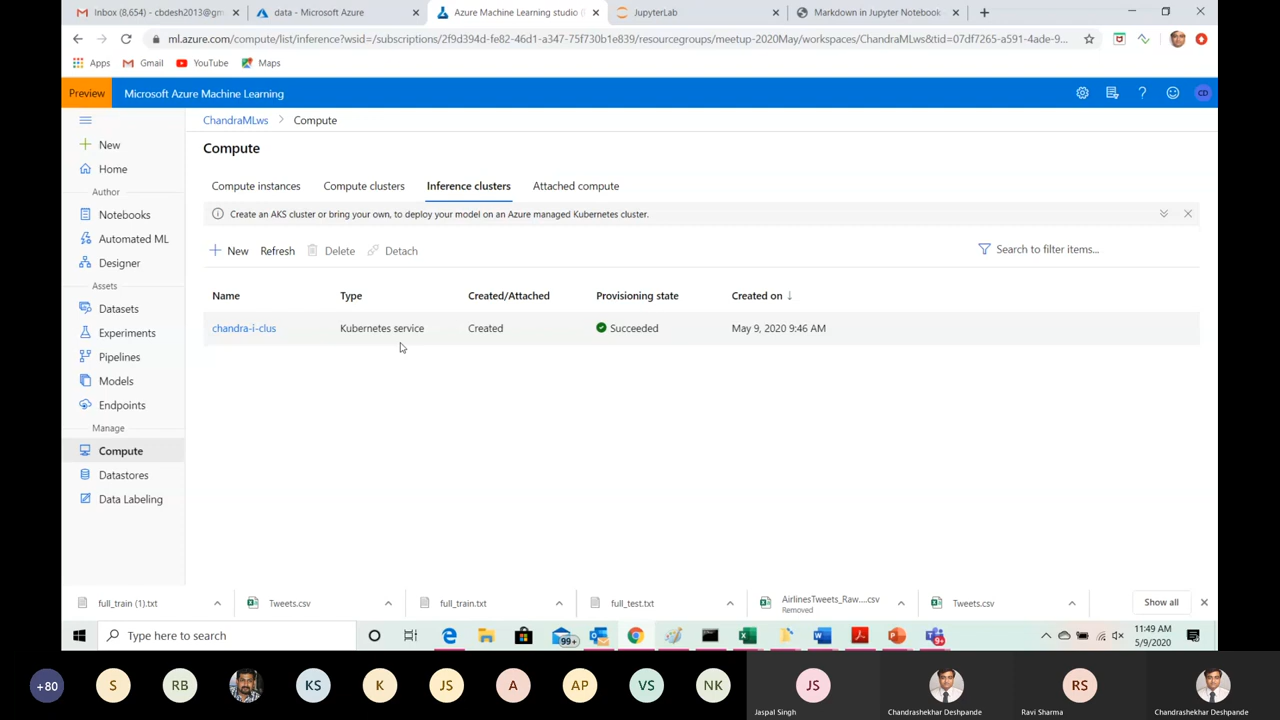 Inbox (8,654) - cbdesh2013@gm
data - Microsoft Azure
Azure Machine Learning studio (
JupyterLab
Markdown in Jupyter Notebook -
ml.azure.com/compute/list/inference?wsid=/subscriptions/2f9d394d-fe82-46d1-a347-75f730b1e839/resourcegroups/meetup-2020May/workspaces/ChandraMLws&tid=07df7265-a591-4ade-9...
Apps
Gmail
YouTube
Maps
Preview
Microsoft Azure Machine Learning
CD
ChandraMLws > Compute
New
Home
Author
Notebooks
Automated ML
Designer
Assets
Datasets
Experiments
Pipelines
Models
Endpoints
Manage
Compute
Datastores
Data Labeling
Compute
Compute instances
Compute clusters
Inference clusters
Attached compute
Create an AKS cluster or bring your own, to deploy your model on an Azure managed Kubernetes cluster.
New
Refresh
Delete
Detach
Search to filter items...
Name
Type
Created/Attached
Provisioning state
Created on ↓
chandra-i-clus
Kubernetes service
Created
Succeeded
May 9, 2020 9:46 AM
full_train (1).txt
Tweets.csv
full_train.txt
full_test.txt
AirlinesTweets_Raw....csv
Removed
Tweets.csv
Show all
Type here to search
99+
9+
11:49 AM
5/9/2020
+80
S
RB
KS
K
JS
A
AP
VS
NK
JS
Jaspal Singh
Chandrashekhar Deshpande
RS
Ravi Sharma
Chandrashekhar Deshpande